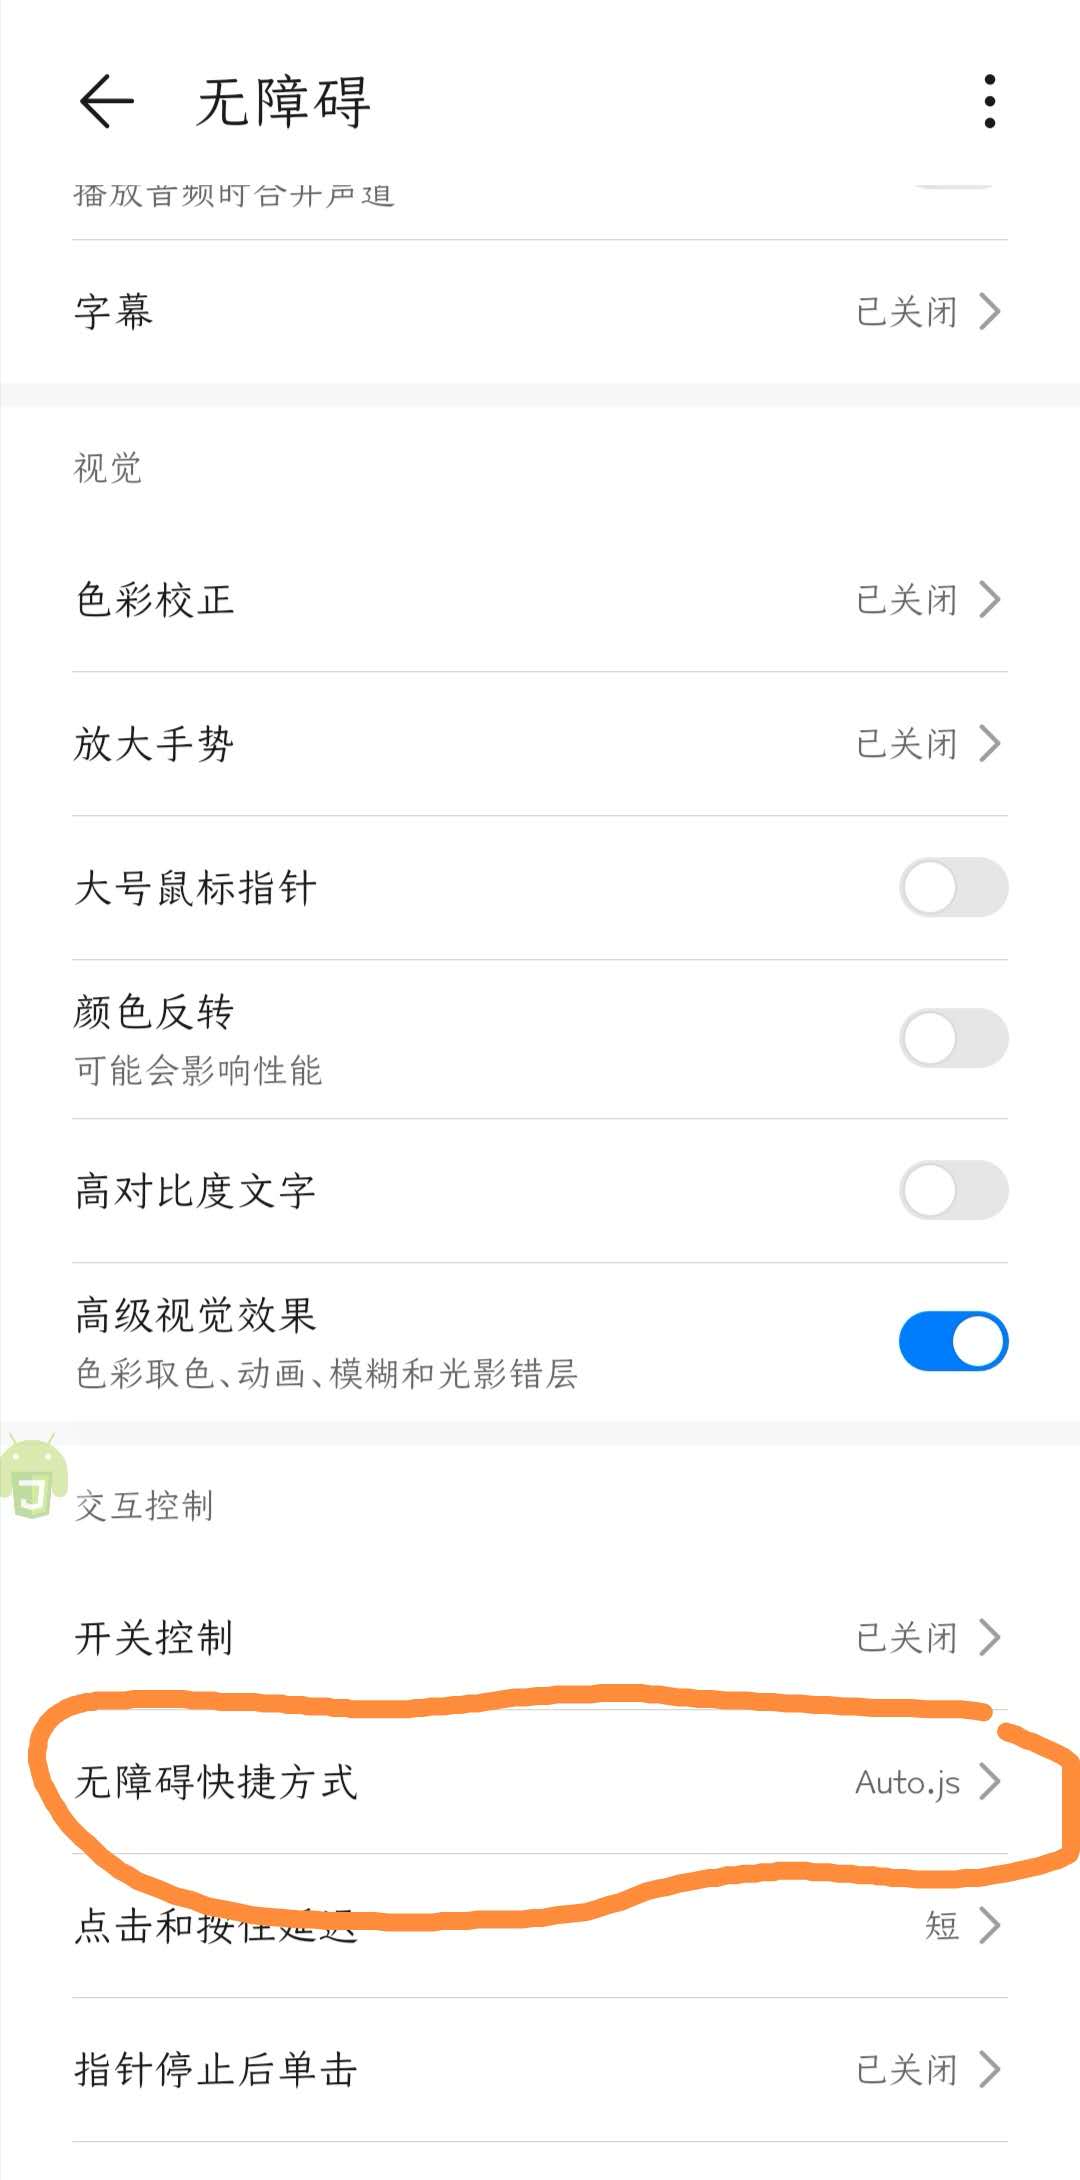 无障碍
播放音频时合并声道
字幕 已关闭
视觉
色彩校正 已关闭
放大手势 已关闭
大号鼠标指针
颜色反转
可能会影响性能
高对比度文字
高级视觉效果
色彩取色、动画、模糊和光影错层
J
交互控制
开关控制 已关闭
无障碍快捷方式 Auto.js
点击和按住延迟 短
指针停止后单击 已关闭